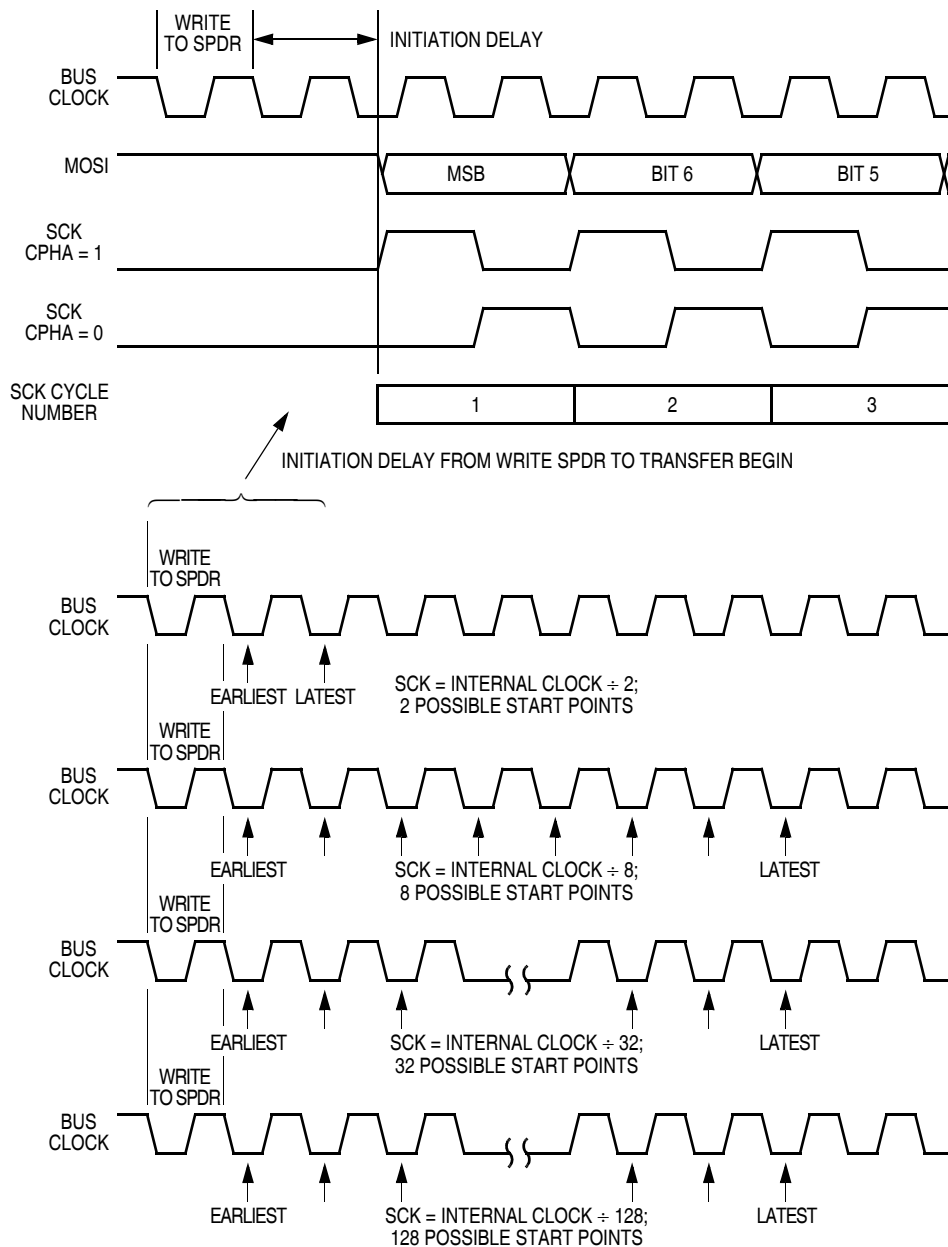 WRITE
TO SPDR
INITIATION DELAY
BUS
CLOCK
MOSI
MSB
BIT 6
BIT 5
SCK
CPHA = 1
SCK
CPHA = 0
SCK CYCLE
NUMBER
1
2
3
INITIATION DELAY FROM WRITE SPDR TO TRANSFER BEGIN
WRITE
TO SPDR
BUS
CLOCK
EARLIEST
LATEST
SCK = INTERNAL CLOCK ÷ 2;
2 POSSIBLE START POINTS
WRITE
TO SPDR
BUS
CLOCK
EARLIEST
SCK = INTERNAL CLOCK ÷ 8;
8 POSSIBLE START POINTS
LATEST
WRITE
TO SPDR
BUS
CLOCK
EARLIEST
SCK = INTERNAL CLOCK ÷ 32;
32 POSSIBLE START POINTS
LATEST
WRITE
TO SPDR
BUS
CLOCK
EARLIEST
SCK = INTERNAL CLOCK ÷ 128;
128 POSSIBLE START POINTS
LATEST